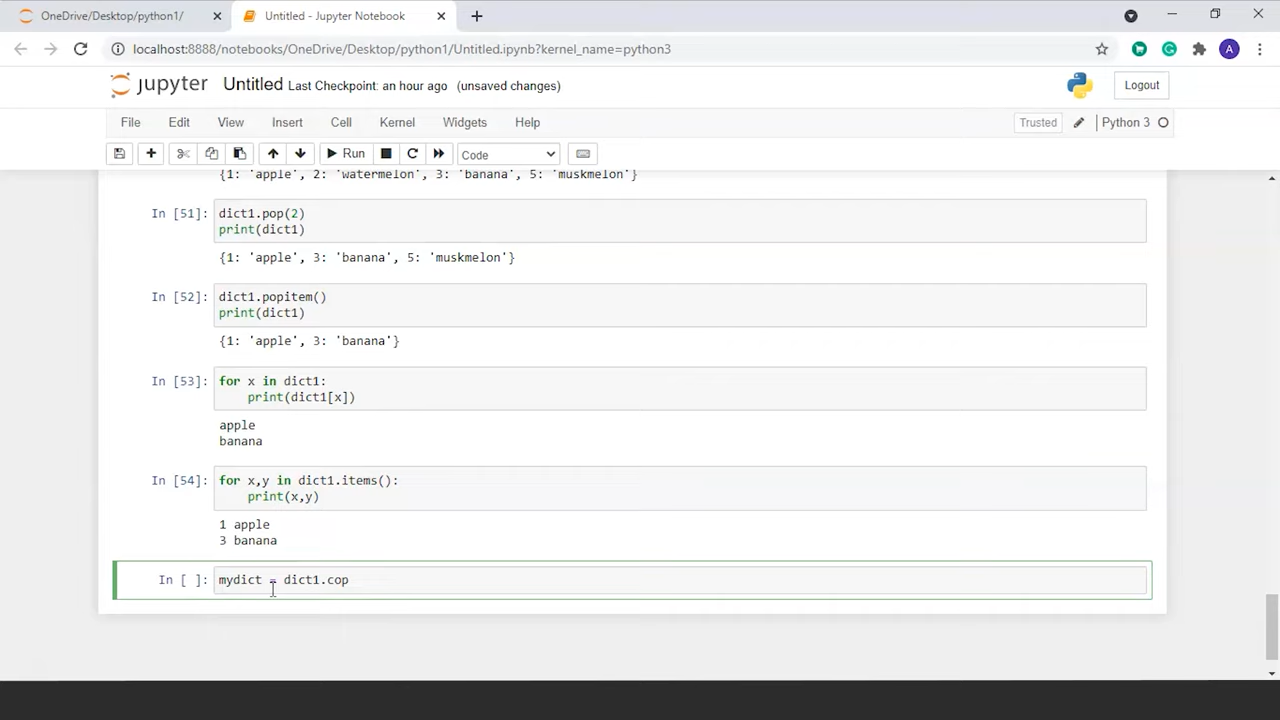 OneDrive/Desktop/python1/
Untitled - Jupyter Notebook
localhost:8888/notebooks/OneDrive/Desktop/python1/Untitled.ipynb?kernel_name=python3
A
jupyter Untitled Last Checkpoint: an hour ago (unsaved changes)
Logout
File Edit View Insert Cell Kernel Widgets Help
Trusted
Python 3
Run
Code
{1: 'apple', 2: 'watermelon', 3: 'banana', 5: 'muskmelon'}
In [51]: dict1.pop(2)
print(dict1)
{1: 'apple', 3: 'banana', 5: 'muskmelon'}
In [52]: dict1.popitem()
print(dict1)
{1: 'apple', 3: 'banana'}
In [53]: for x in dict1:
print(dict1[x])
apple
banana
In [54]: for x,y in dict1.items():
print(x,y)
1 apple
3 banana
In [ ]: mydict = dict1.cop